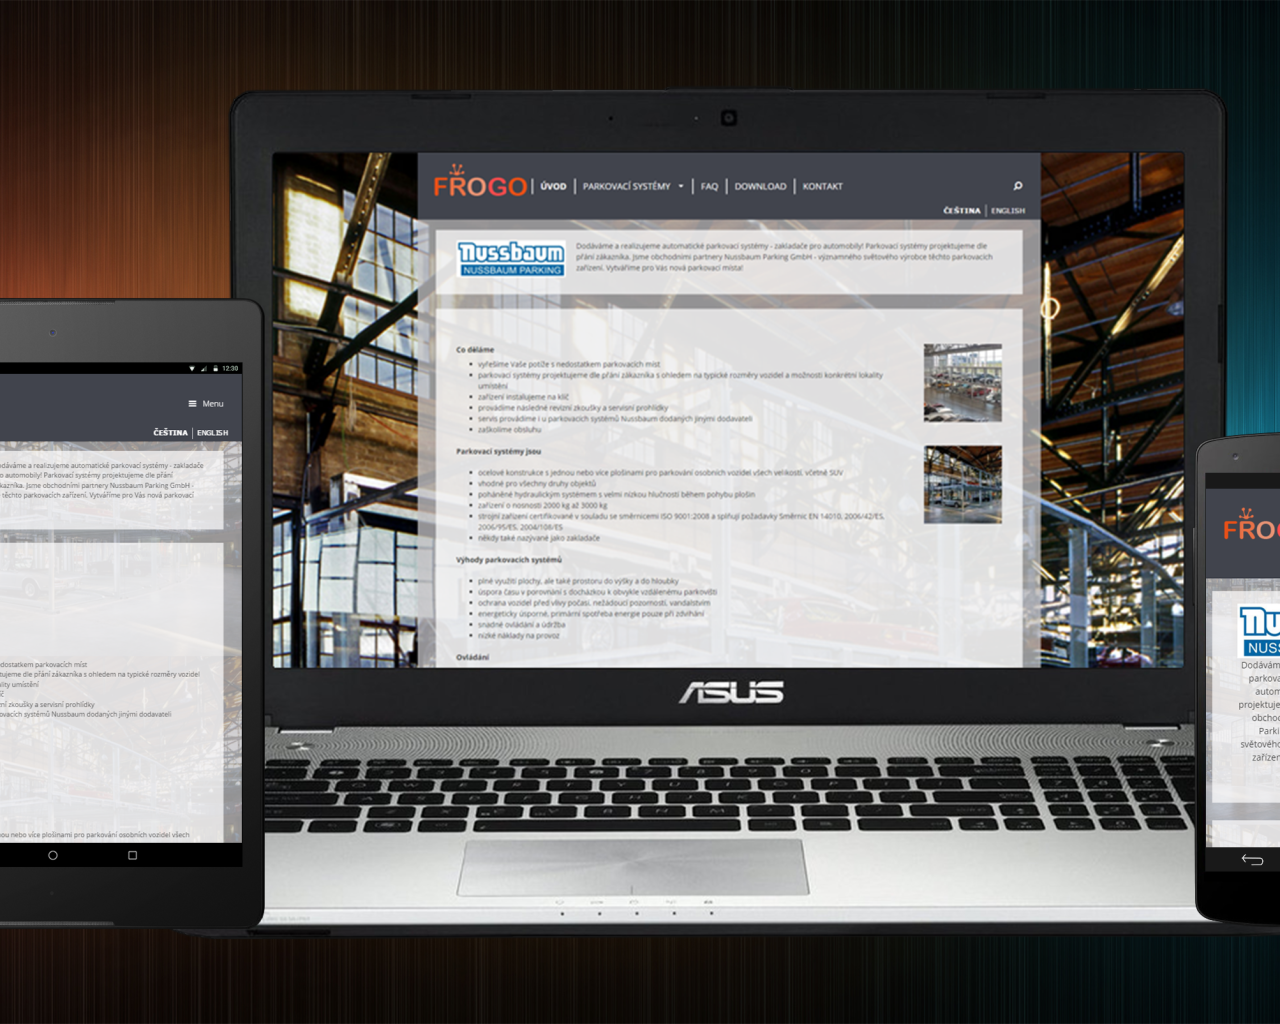 FROGO
ÚVOD
PARKOVACÍ SYSTÉMY
FAQ
DOWNLOAD
KONTAKT
ČEŠTINA
ENGLISH
Nussbaum
NUSSBAUM PARKING
Dodáváme a realizujeme automatické parkovací systémy - zakladače pro automobily! Parkovací systémy projektujeme dle
přání zákazníka. Jsme obchodními partnery Nussbaum Parking GmbH - významného světového výrobce těchto parkovacích
zařízení. Vytváříme pro Vás nová parkovací místa!
Co děláme
vyřešíme Vaše potíže s nedostatkem parkovacích míst
parkovací systémy projektujeme dle přání zákazníka s ohledem na typické rozměry vozidel a možnosti konkrétní lokality
umístění
zařízení instalujeme na klíč
provádíme následné revizní zkoušky a servisní prohlídky
servis provádíme i u parkovacích systémů Nussbaum dodaných jinými dodavateli
zaškolíme obsluhu
Parkovací systémy jsou
ocelové konstrukce s jednou nebo více plošinami pro parkování osobních vozidel všech velikostí, včetně SUV
vhodné pro všechny druhy objektů
poháněné hydraulickým systémem s velmi nízkou hlučností během pohybu plošin
zařízení o nosnosti 2000 kg až 3000 kg
strojní zařízení certifikované v souladu se směrnicemi ISO 9001:2008 a splňují požadavky Směrnic EN 14010, 2006/42/ES,
2006/95/ES, 2004/108/ES
někdy také nazývané jako zakladače
Výhody parkovacích systémů
plné využití plochy, ale také prostoru do výšky a do hloubky
úspora času v porovnání s docházkou k obvykle vzdálenému parkovišti
ochrana vozidel před vlivy počasí, nežádoucí pozorností, vandalstvím
energeticky úsporné, primární spotřeba energie pouze při zdvihání
snadné ovládání a údržba
nízké náklady na provoz
Ovládání
ASUS
12:30
Menu
ČEŠTINA
ENGLISH
odáváme a realizujeme automatické parkovací systémy - zakladače
o automobily! Parkovací systémy projektujeme dle přání
kazníka. Jsme obchodními partnery Nussbaum Parking GmbH -
těchto parkovacích zařízení. Vytváříme pro Vás nová parkovací
dostatkem parkovacích míst
tujeme dle přání zákazníka s ohledem na typické rozměry vozidel
lity umístění
íč
ní zkoušky a servisní prohlídky
ovacích systémů Nussbaum dodaných jinými dodavateli
nou nebo více plošinami pro parkování osobních vozidel všech
FROG
Nu
NUSS
Dodávám
parkova
autom
projektuje
obchod
Parki
světového
zařízen